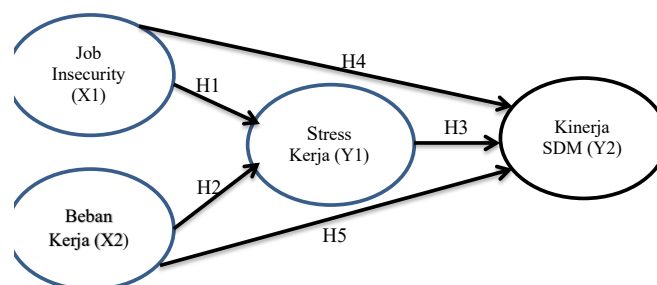 Job
Insecurity
(X1)
H1
H4
Stress
Kerja (Y1)
H3
Kinerja
SDM (Y2)
H2
Beban
Kerja (X2)
H5